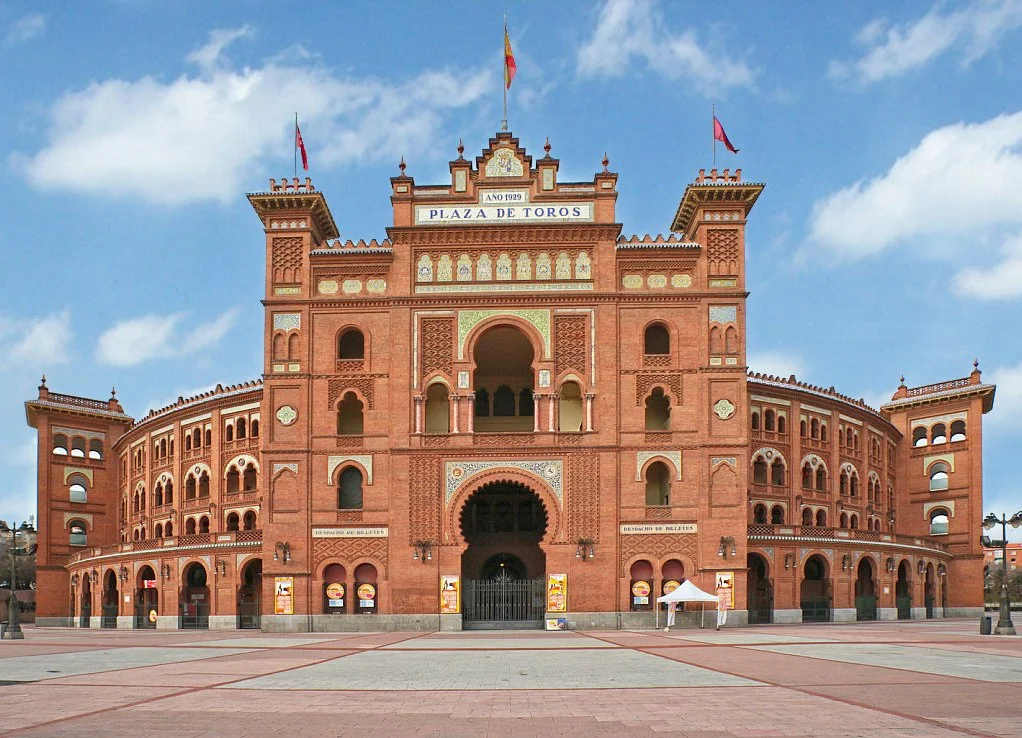 AÑO 1929
PLAZA DE TOROS
DESPACHO DE BILLETES
DESPACHO DE BILLETES